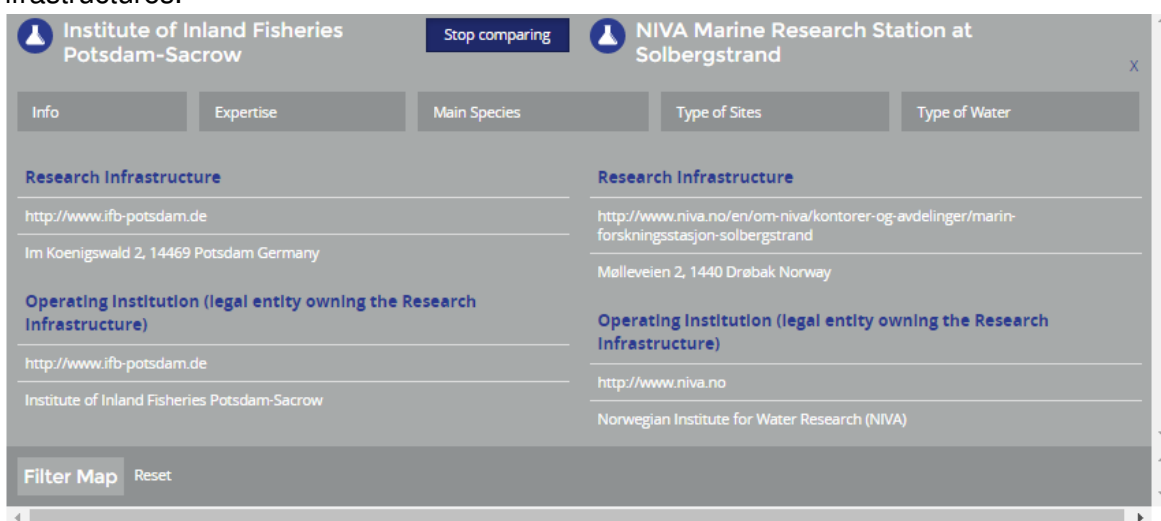 Institute of Inland Fisheries
Potsdam-Sacrow
Stop comparing
NIVA Marine Research Station at
Solbergstrand
X
Info
Expertise
Main Species
Type of Sites
Type of Water
Research Infrastructure
http://www.ifb-potsdam.de
Im Koenigswald 2, 14469 Potsdam Germany
Operating Institution (legal entity owning the Research
Infrastructure)
http://www.ifb-potsdam.de
Institute of Inland Fisheries Potsdam-Sacrow
Research Infrastructure
http://www.niva.no/en/om-niva/kontorer-og-avdelinger/marin-
forskningsstasjon-solbergstrand
Mølleveien 2, 1440 Drøbak Norway
Operating Institution (legal entity owning the Research
Infrastructure)
http://www.niva.no
Norwegian Institute for Water Research (NIVA)
Filter Map
Reset